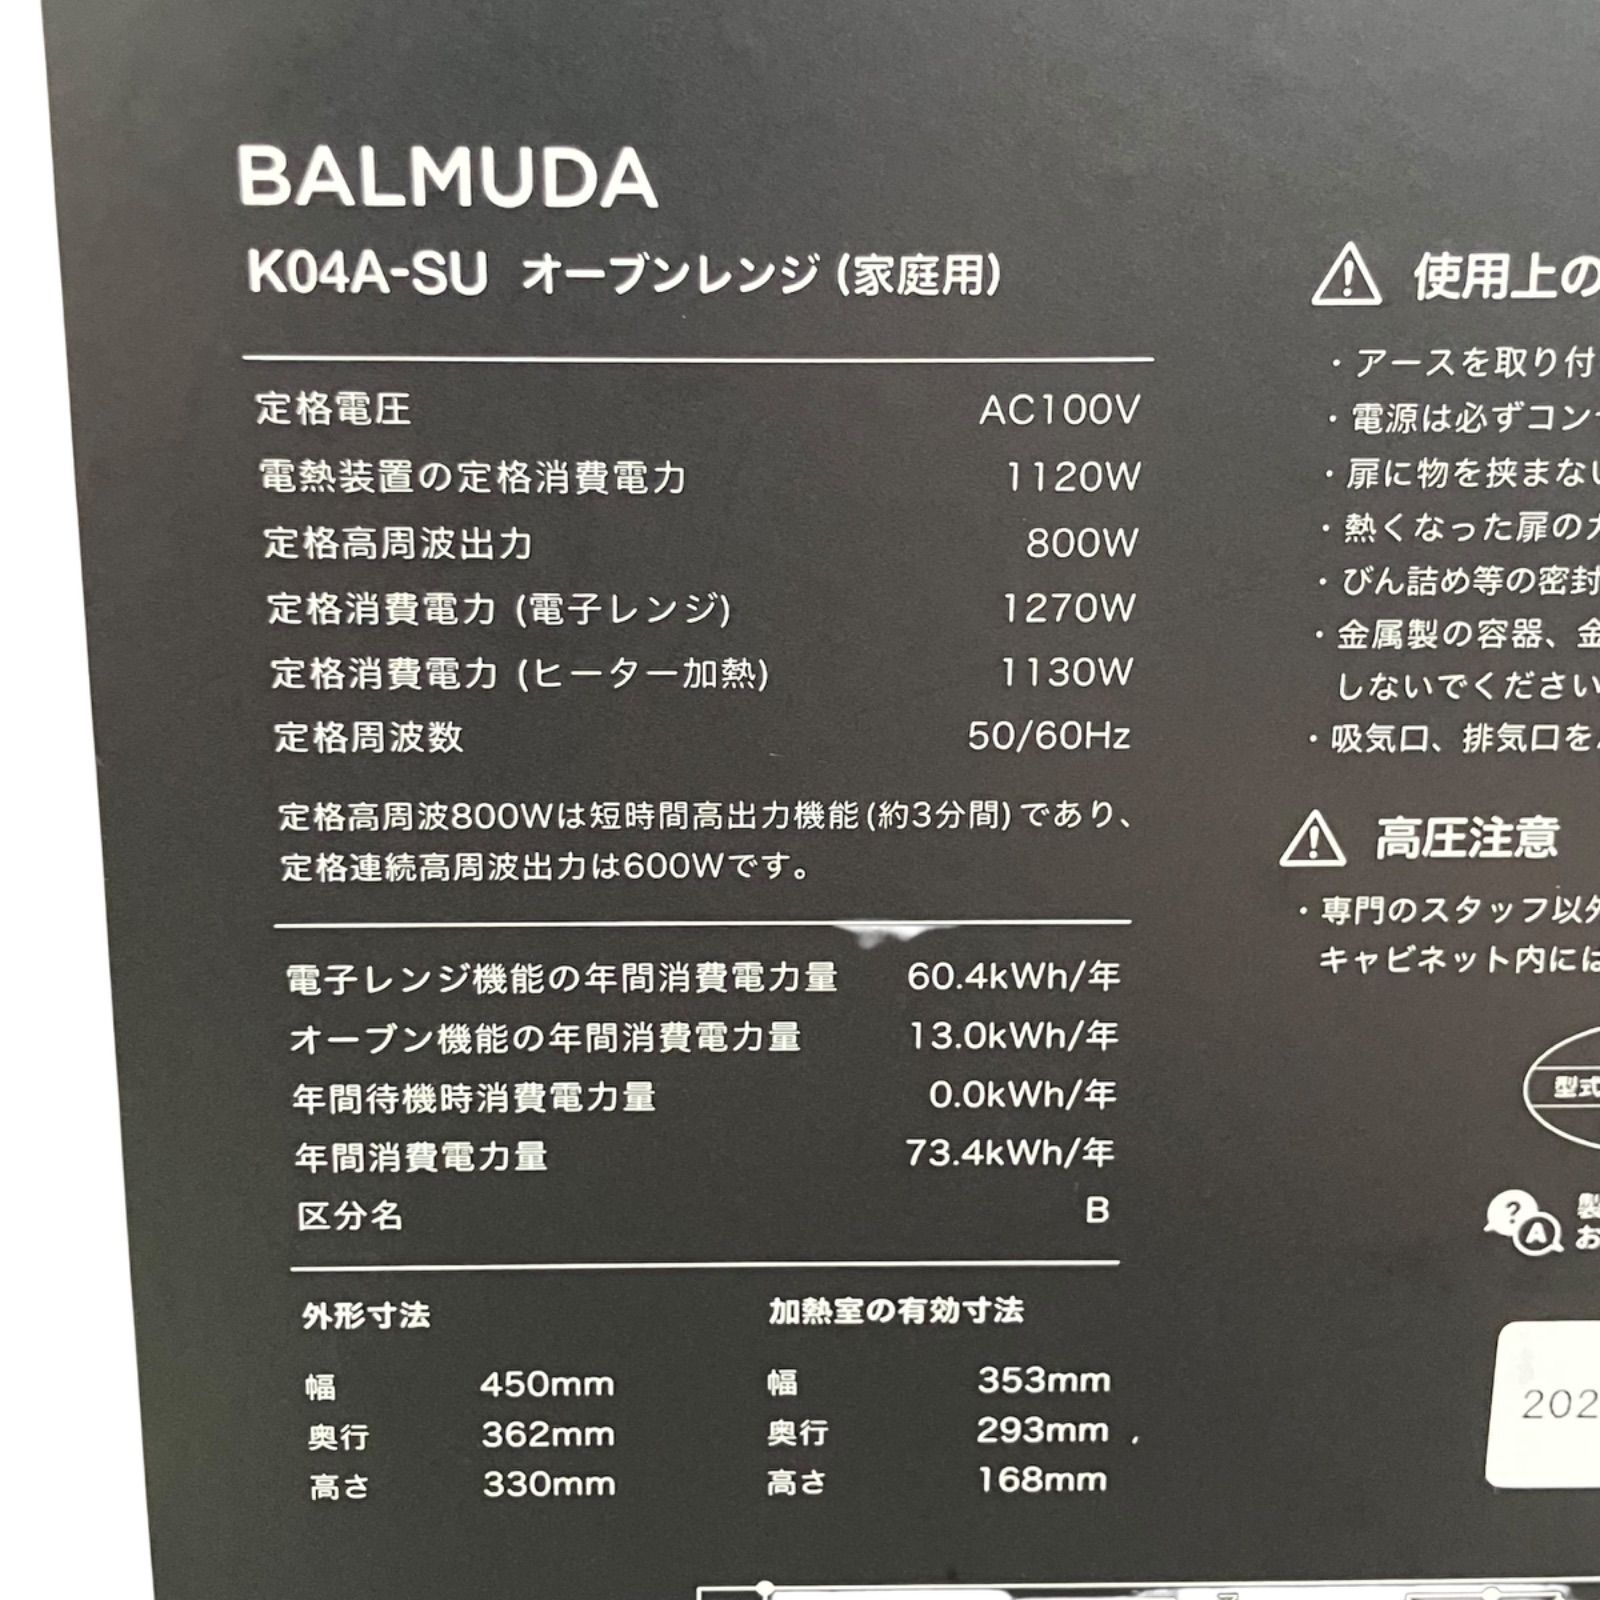 BALMUDA
K04A-SU オーブンレンジ (家庭用)
定格電圧 AC100V
電熱装置の定格消費電力 1120W
定格高周波出力 800W
定格消費電力 (電子レンジ) 1270W
定格消費電力 (ヒーター加熱) 1130W
定格周波数 50/60Hz
定格高周波800Wは短時間高出力機能(約3分間)であり、
定格連続高周波出力は600Wです。
電子レンジ機能の年間消費電力量 60.4kWh/年
オーブン機能の年間消費電力量 13.0kWh/年
年間待機時消費電力量 0.0kWh/年
年間消費電力量 73.4kWh/年
区分名 B
外形寸法
幅 450mm
奥行 362mm
高さ 330mm
加熱室の有効寸法
幅 353mm
奥行 293mm
高さ 168mm
使用上の
・アースを取り付
・電源は必ずコン
・扉に物を挟まない
・熱くなった扉の
・びん詰め等の密封
・金属製の容器、金
しないでください
・吸気口、排気口を
高圧注意
・専門のスタッフ以外
キャビネット内には
型式
?
A
製
お
202